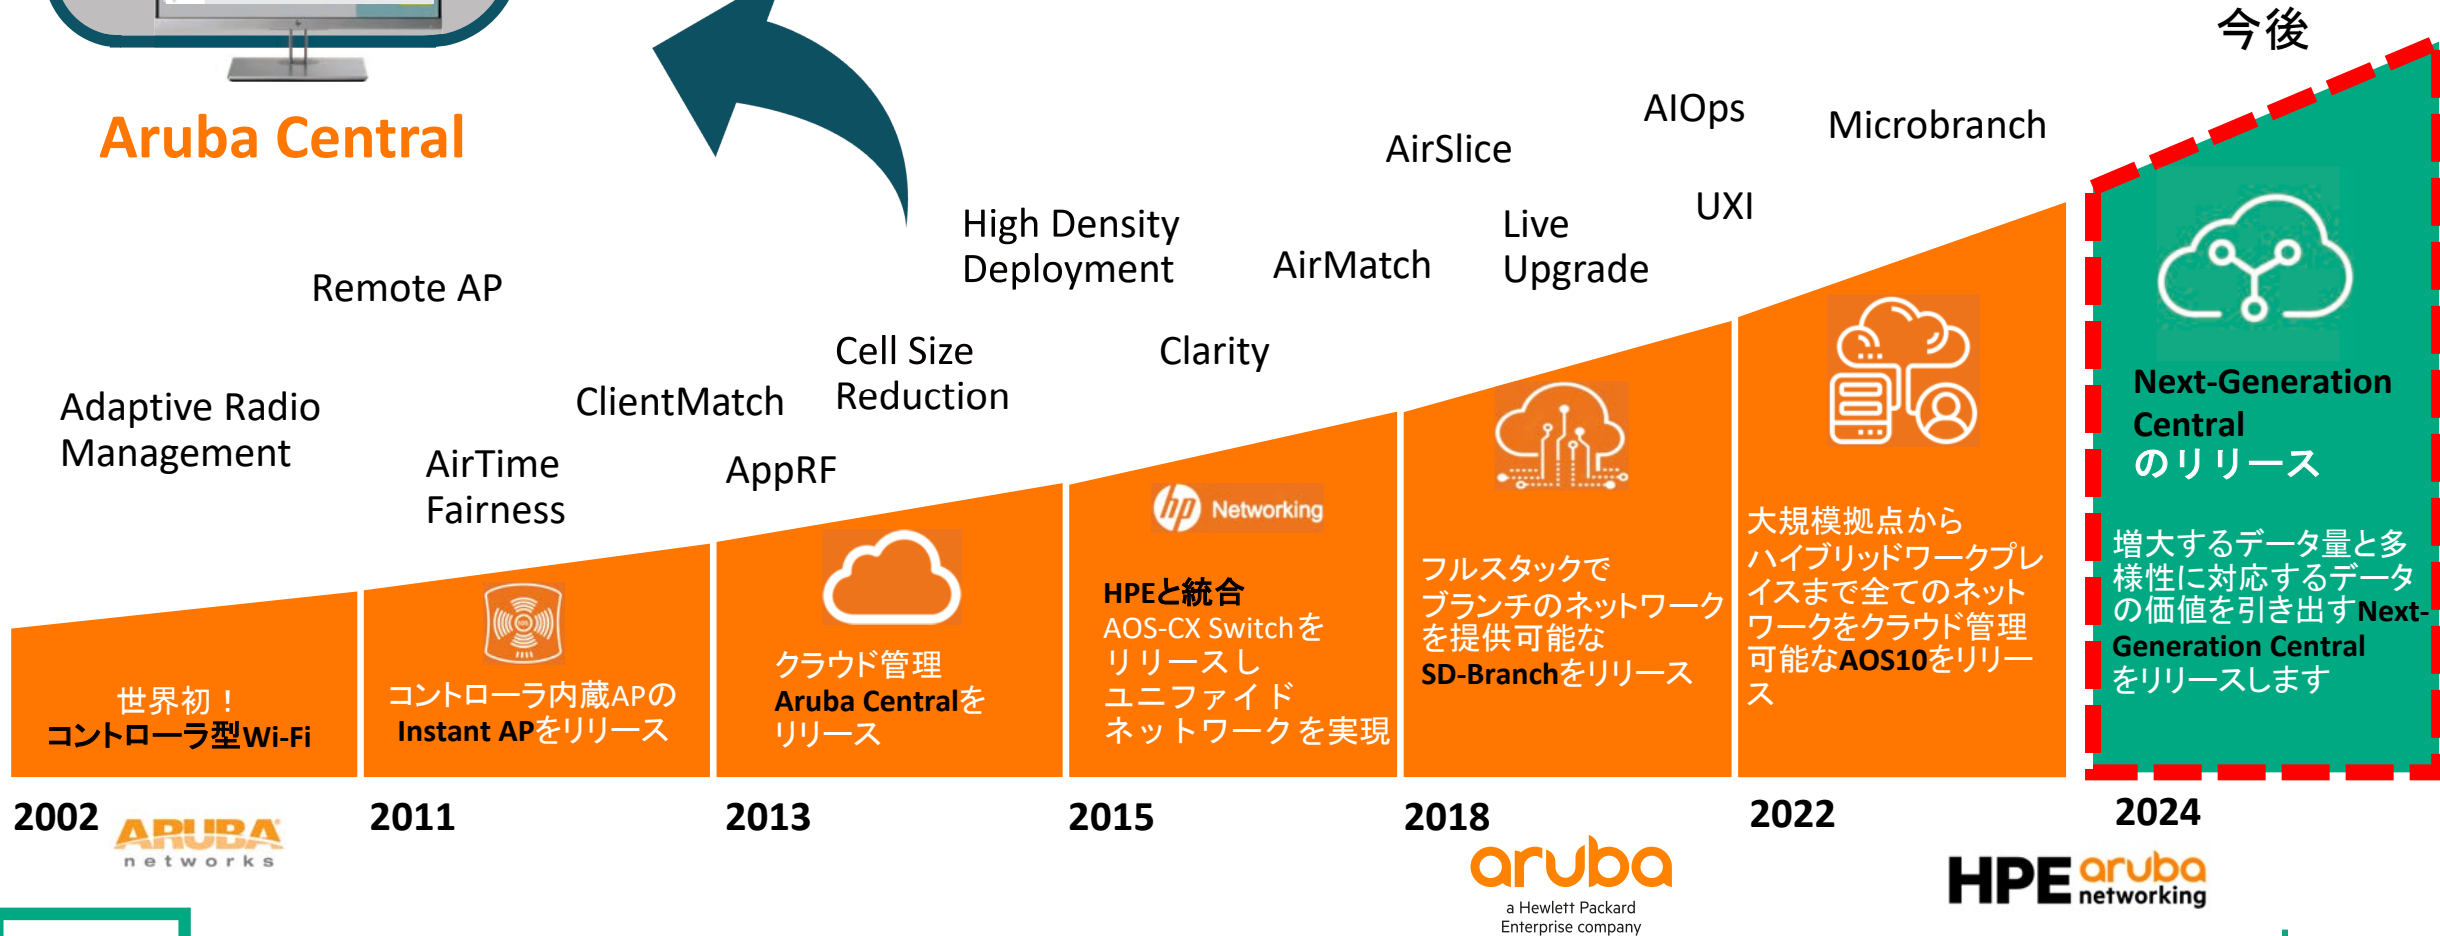 今後
Aruba Central
AIOps
Microbranch
AirSlice
UXI
High Density
Deployment
Live
Upgrade
AirMatch
Remote AP
Cell Size
Reduction
Clarity
Adaptive Radio
Management
ClientMatch
AirTime
Fairness
AppRF
世界初！
コントローラ型Wi-Fi
コントローラ内蔵APの
Instant APをリリース
クラウド管理
Aruba Centralを
リリース
hp Networking
HPEと統合
AOS-CX Switchを
リリースし
ユニファイド
ネットワークを実現
フルスタックで
ブランチのネットワーク
を提供可能な
SD-Branchをリリース
大規模拠点から
ハイブリッドワークプレ
イスまで全てのネット
ワークをクラウド管理
可能なAOS10をリリー
ス
Next-Generation
Central
のリリース
増大するデータ量と多
様性に対応するデータ
の価値を引き出すNext-
Generation Central
をリリースします
2002
2011
2013
2015
2018
2022
2024
ARUBA
networks
aruba
a Hewlett Packard
Enterprise company
HPE aruba
networking